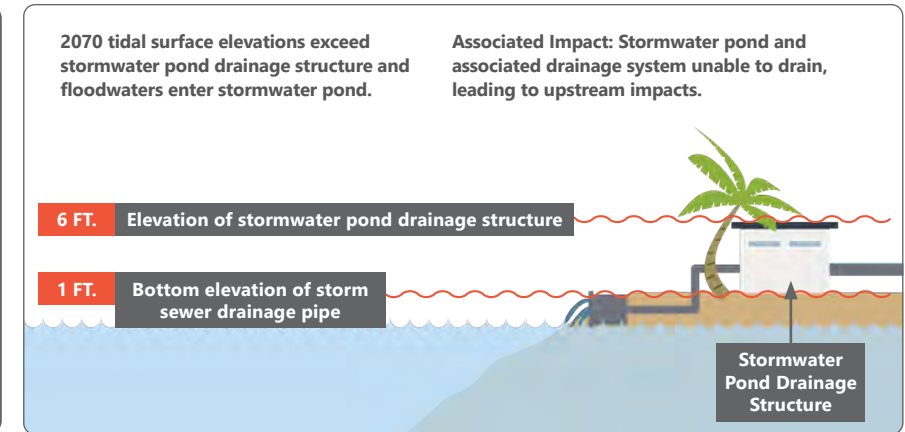 2070 tidal surface elevations exceed
stormwater pond drainage structure and
floodwaters enter stormwater pond.
Associated Impact: Stormwater pond and
associated drainage system unable to drain,
leading to upstream impacts.
6 FT. Elevation of stormwater pond drainage structure
1 FT. Bottom elevation of storm
sewer drainage pipe
Stormwater
Pond Drainage
Structure